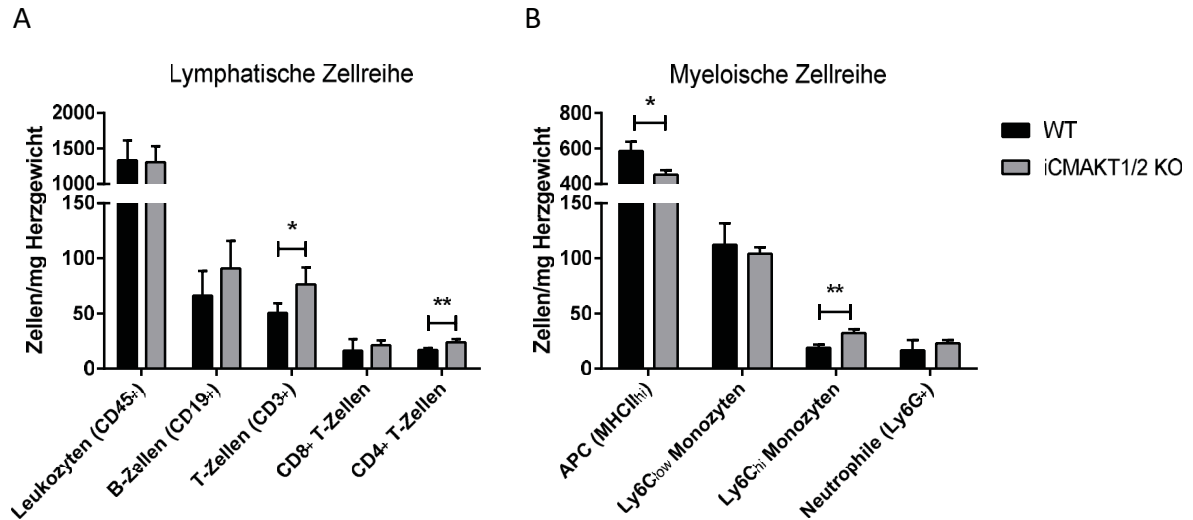 A
B
Lymphatische Zellreihe
Myeloische Zellreihe
Zellen/mg Herzgewicht
2000
1500
1000
150
100
50
0
*
**
Leukozyten (CD45+)
B-Zellen (CD19+)
T-Zellen (CD3+)
CD8+ T-Zellen
CD4+ T-Zellen
Zellen/mg Herzgewicht
800
600
400
150
100
50
0
*
**
APC (MHCIIhi)
Ly6Clow Monozyten
Ly6Chi Monozyten
Neutrophile (Ly6G+)
WT
iCMAKT1/2 KO